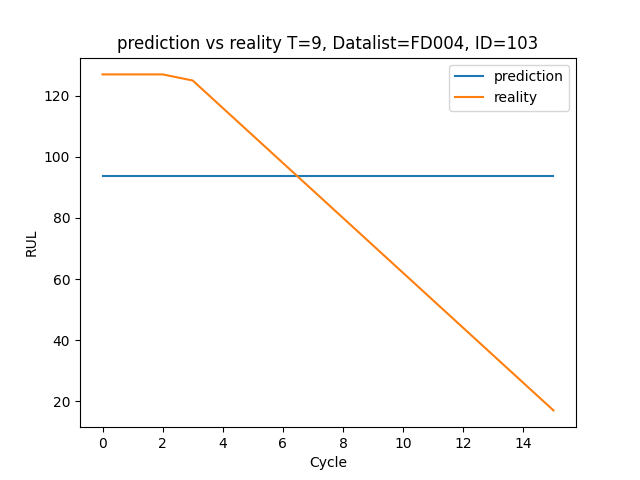 prediction vs reality T=9, Datalist=FD004, ID=103
prediction
reality
120
100
80
60
40
20
RUL
0 2 4 6 8 10 12 14
Cycle